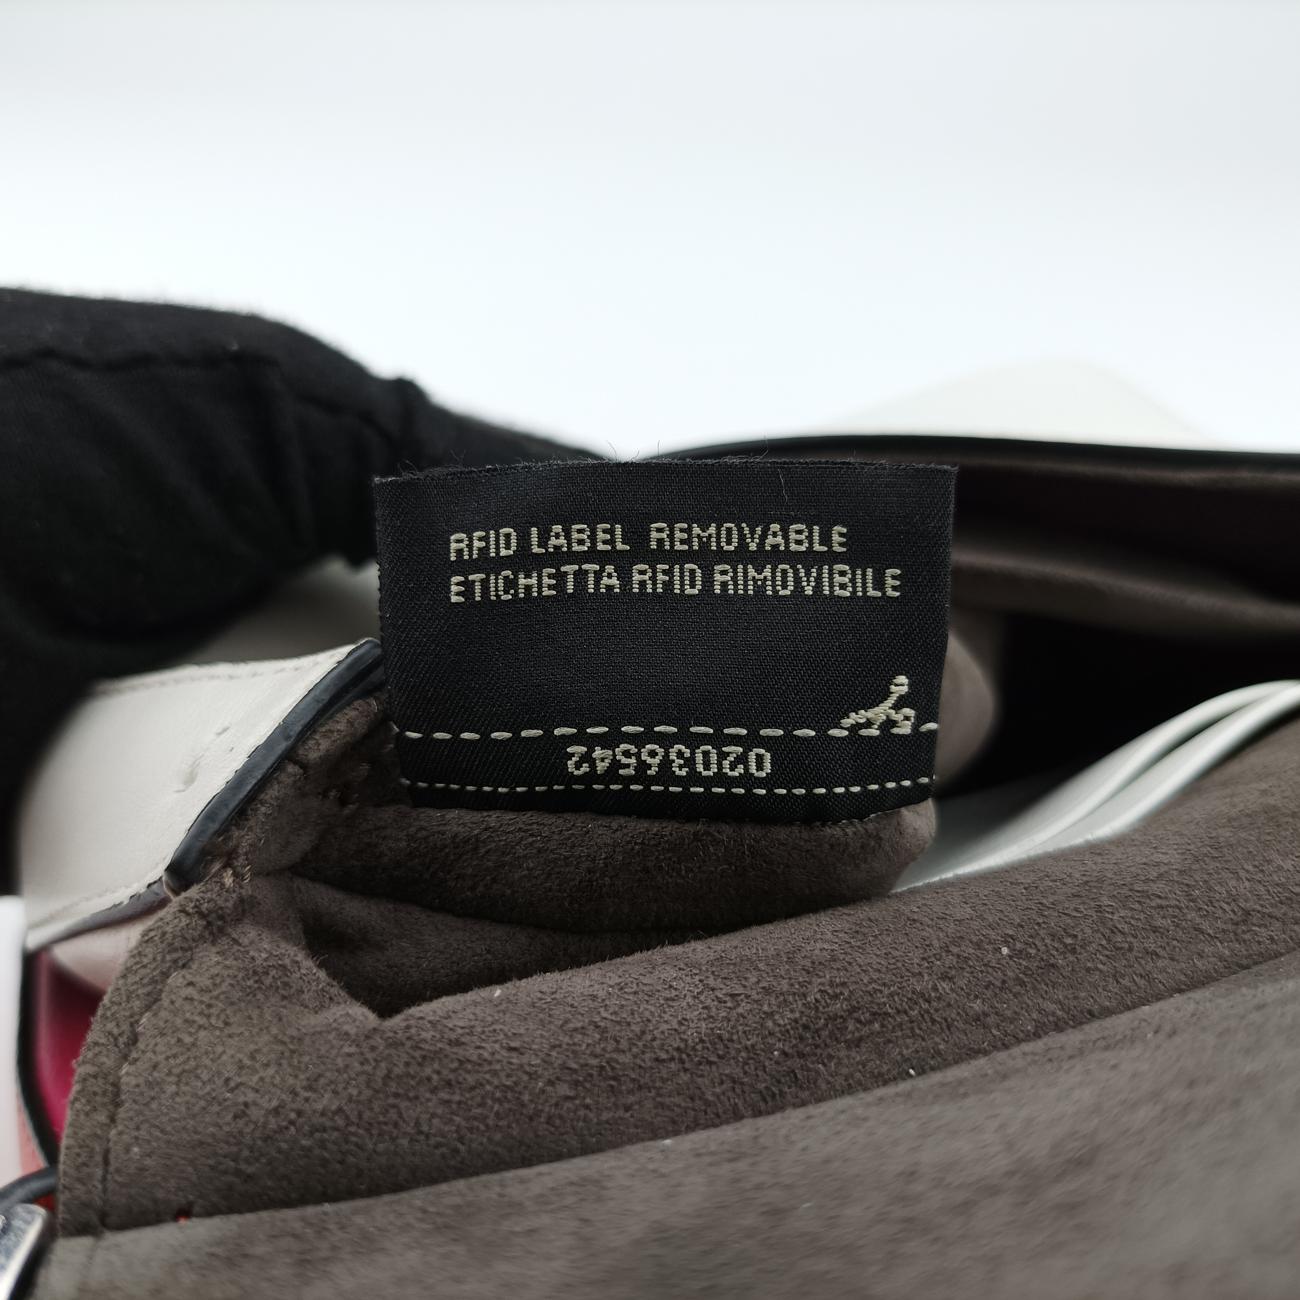 RFID LABEL REMOVABLE
ETICHETTA RFID RIMOVIBILE
02036542